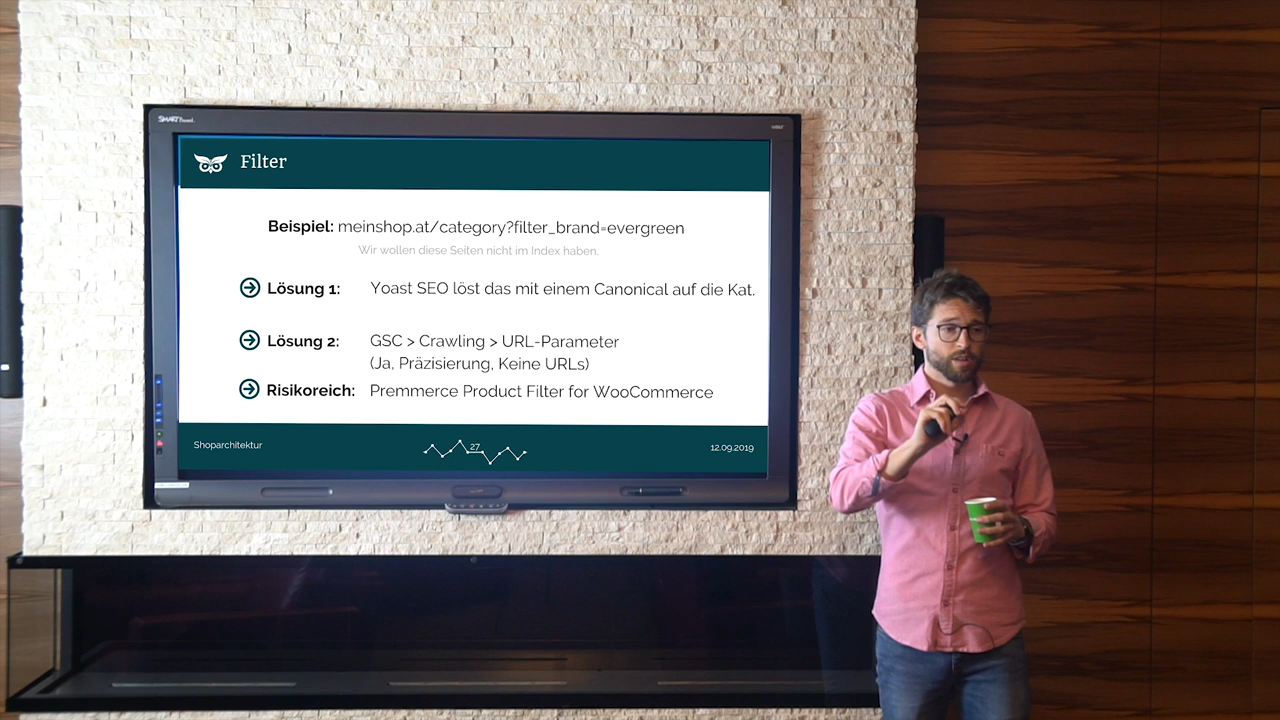 SMART Board
Filter
Beispiel: meinshop.at/category?filter_brand=evergreen
Wir wollen diese Seiten nicht im Index haben.
Lösung 1: Yoast SEO löst das mit einem Canonical auf die Kat.
Lösung 2: GSC > Crawling > URL-Parameter
(Ja, Präzisierung, Keine URLs)
Risikoreich: Premmerce Product Filter for WooCommerce
Shoparchitektur
27
12.09.2019